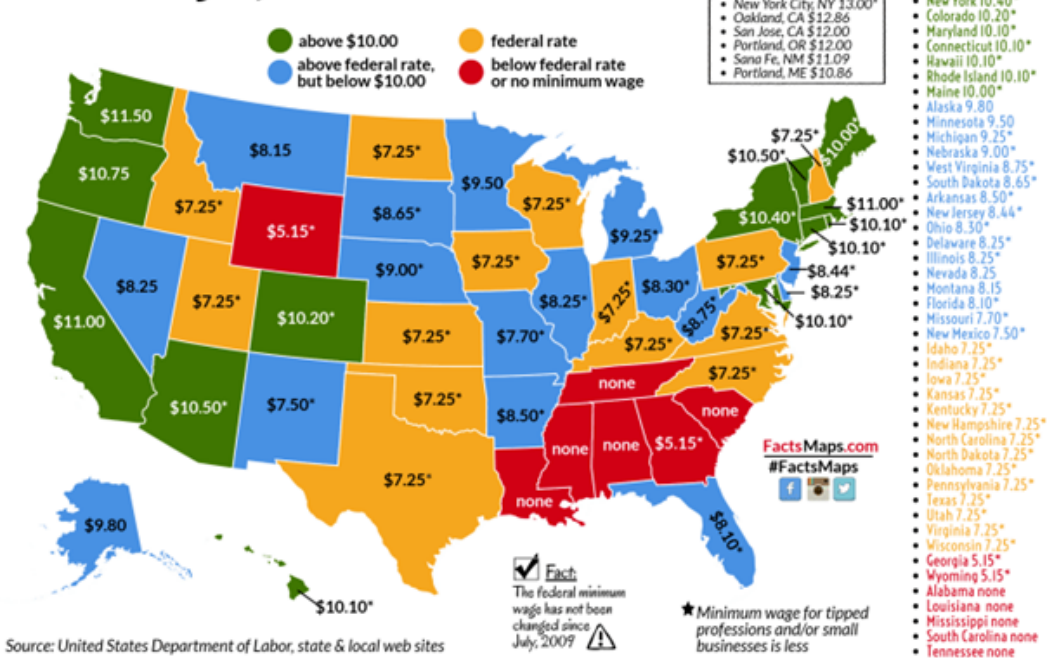 • New York City, NY 13.00*
• Oakland, CA $12.86
• San Jose, CA $12.00
• Portland, OR $12.00
• Sana Fe, NM $11.09
• Portland, ME $10.86
above $10.00
federal rate
above federal rate,
but below $10.00
below federal rate
or no minimum wage
$11.50
$10.75
$11.00
$8.25
$7.25*
$8.15
$5.15*
$7.25*
$10.20*
$10.50*
$7.50*
$7.25*
$8.65*
$9.00*
$7.25*
$7.25*
$7.25*
$9.50
$7.25*
$7.70*
$8.50*
none
$7.25*
$8.25*
$9.25*
$7.25*
$8.30*
$7.25*
none
none
none
$5.15*
none
$8.10*
$7.25*
$7.25*
$8.75*
$7.25*
$10.40*
$10.50*
$7.25*
$10.00*
$11.00*
$10.10*
$10.10*
$8.44*
$8.25*
$10.10*
$9.80
$10.10*
FactsMaps.com
#FactsMaps
Fact:
The federal minimum
wage has not been
changed since
July, 2009
★Minimum wage for tipped
professions and/or small
businesses is less
Source: United States Department of Labor, state & local web sites
• New York 10.40*
• Colorado 10.20*
• Maryland 10.10*
• Connecticut 10.10*
• Hawaii 10.10*
• Rhode Island 10.10*
• Maine 10.00*
• Alaska 9.80
• Minnesota 9.50
• Michigan 9.25*
• Nebraska 9.00*
• West Virginia 8.75*
• South Dakota 8.65*
• Arkansas 8.50*
• New Jersey 8.44*
• Ohio 8.30*
• Delaware 8.25*
• Illinois 8.25*
• Nevada 8.25
• Montana 8.15
• Florida 8.10*
• Missouri 7.70*
• New Mexico 7.50*
• Idaho 7.25*
• Indiana 7.25*
• Iowa 7.25*
• Kansas 7.25*
• Kentucky 7.25*
• New Hampshire 7.25*
• North Carolina 7.25*
• North Dakota 7.25*
• Oklahoma 7.25*
• Pennsylvania 7.25*
• Texas 7.25*
• Utah 7.25*
• Virginia 7.25*
• Wisconsin 7.25*
• Georgia 5.15*
• Wyoming 5.15*
• Alabama none
• Louisiana none
• Mississippi none
• South Carolina none
• Tennessee none